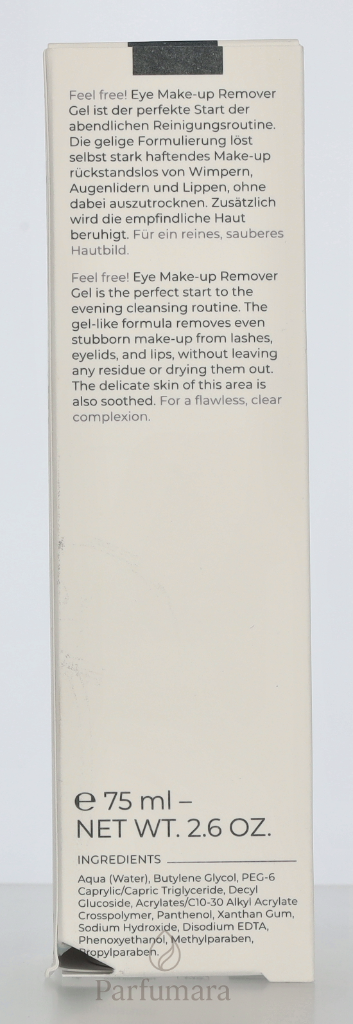 Feel free! Eye Make-up Remover
Gel ist der perfekte Start der
abendlichen Reinigungsroutine.
Die gelige Formulierung löst
selbst stark haftendes Make-up
rückstandslos von Wimpern,
Augenlidern und Lippen, ohne
dabei auszutrocknen. Zusätzlich
wird die empfindliche Haut
beruhigt. Für ein reines, sauberes
Hautbild.
Feel free! Eye Make-up Remover
Gel is the perfect start to the
evening cleansing routine. The
gel-like formula removes even
stubborn make-up from lashes,
eyelids, and lips, without leaving
any residue or drying them out.
The delicate skin of this area is
also soothed. For a flawless, clear
complexion.
℮ 75 ml –
NET WT. 2.6 OZ.
INGREDIENTS
Aqua (Water), Butylene Glycol, PEG-6
Caprylic/Capric Triglyceride, Decyl
Glucoside, Acrylates/C10-30 Alkyl Acrylate
Crosspolymer, Panthenol, Xanthan Gum,
Sodium Hydroxide, Disodium EDTA,
Phenoxyethanol, Methylparaben,
Propylparaben.
Parfumara